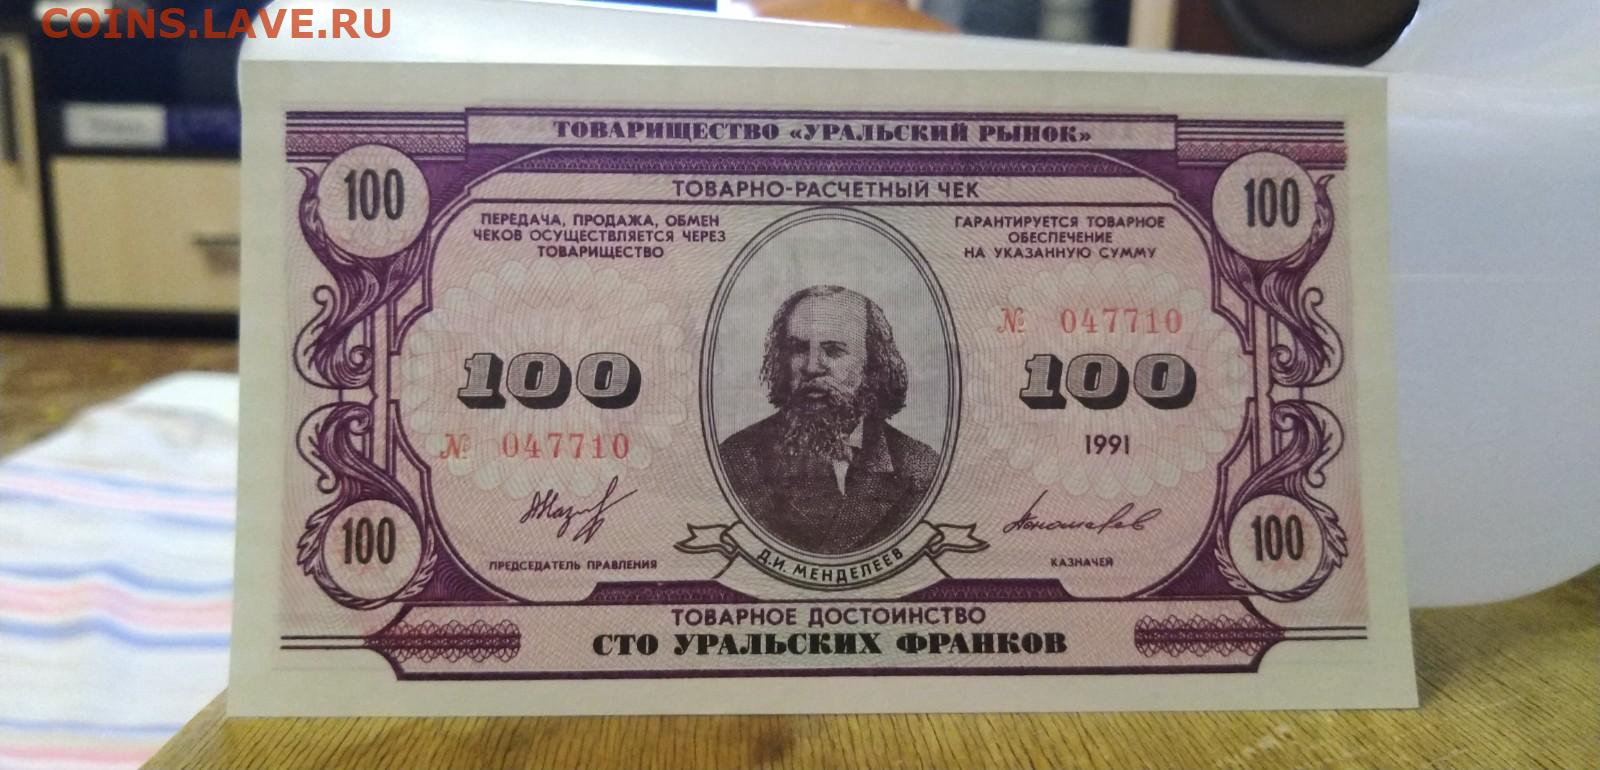 COINS.LAVE.RU
ТОВАРИЩЕСТВО «УРАЛЬСКИЙ РЫНОК»
ТОВАРНО-РАСЧЕТНЫЙ ЧЕК
100
100
ПЕРЕДАЧА, ПРОДАЖА, ОБМЕН
ЧЕКОВ ОСУЩЕСТВЛЯЕТСЯ ЧЕРЕЗ
ТОВАРИЩЕСТВО
ГАРАНТИРУЕТСЯ ТОВАРНОЕ
ОБЕСПЕЧЕНИЕ
НА УКАЗАННУЮ СУММУ
№ 047710
100
100
№ 047710
1991
100
100
ПРЕДСЕДАТЕЛЬ ПРАВЛЕНИЯ
Д.И. МЕНДЕЛЕЕВ
КАЗНАЧЕЙ
ТОВАРНОЕ ДОСТОИНСТВО
СТО УРАЛЬСКИХ ФРАНКОВ